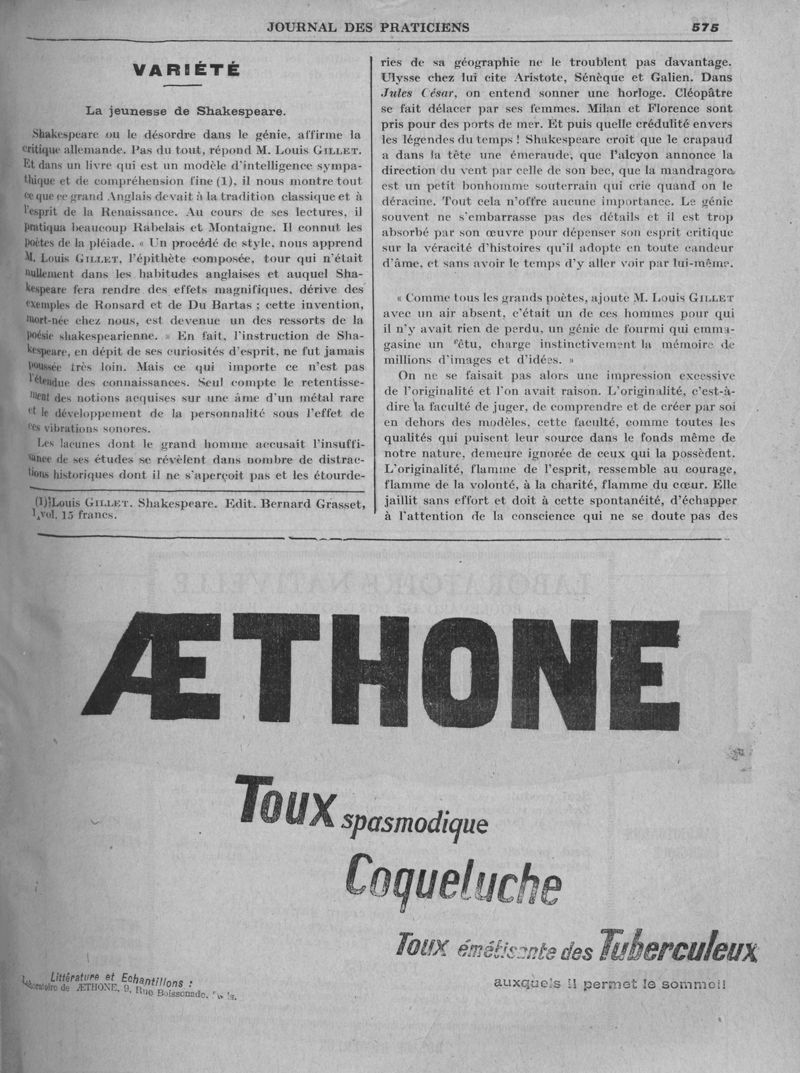 JOURNAL DES PRATICIENS
575
VARIÉTÉ
La jeunesse de Shakespeare.
Shakespeare ou le désordre dans le génie, affirme la
critique allemande. Pas du tout, répond M. Louis GILLET.
Et dans un livre qui est un modèle d'intelligence sympa-
thique et de compréhension fine (1), il nous montre tout
ce que ce grand Anglais devait à la tradition classique et à
l'esprit de la Renaissance. Au cours de ses lectures, il
pratiqua beaucoup Rabelais et Montaigne. Il connut les
poètes de la pléiade. « Un procédé de style, nous apprend
M. Louis GILLET, l'épithète composée, tour qui n'était
nullement dans les habitudes anglaises et auquel Sha-
kespeare fera rendre des effets magnifiques, dérive des
exemples de Ronsard et de Du Bartas ; cette invention,
mort-née chez nous, est devenue un des ressorts de la
poésie shakespearienne. » En fait, l'instruction de Sha-
kespeare, en dépit de ses curiosités d'esprit, ne fut jamais
poussée très loin. Mais ce qui importe ce n'est pas
l'étendue des connaissances. Seul compte le retentisse-
ment des notions acquises sur une âme d'un métal rare
et le développement de la personnalité sous l'effet de
ces vibrations sonores.
Les lacunes dont le grand homme accusait l'insuffi-
sance de ses études se révèlent dans nombre de distrac-
tions historiques dont il ne s'aperçoit pas et les étourde-
(1) Louis GILLET. Shakespeare. Edit. Bernard Grasset,
1 vol. 15 francs.
ries de sa géographie ne le troublent pas davantage.
Ulysse chez lui cite Aristote, Sénèque et Galien. Dans
Jules César, on entend sonner une horloge. Cléopâtre
se fait délacer par ses femmes. Milan et Florence sont
pris pour des ports de mer. Et puis quelle crédulité envers
les légendes du temps ! Shakespeare croit que le crapaud
a dans la tête une émeraude, que l'alcyon annonce la
direction du vent par celle de son bec, que la mandragora
est un petit bonhomme souterrain qui crie quand on le
déracine. Tout cela n'offre aucune importance. Le génie
souvent ne s'embarrasse pas des détails et il est trop
absorbé par son œuvre pour dépenser son esprit critique
sur la véracité d'histoires qu'il adopte en toute candeur
d'âme, et sans avoir le temps d'y aller voir par lui-même.
« Comme tous les grands poètes, ajoute M. Louis GILLET
avec un air absent, c'était un de ces hommes pour qui
il n'y avait rien de perdu, un génie de fourmi qui emma-
gasine un fêtu, charge instinctivement la mémoire de
millions d'images et d'idées. »
On ne se faisait pas alors une impression excessive
de l'originalité et l'on avait raison. L'originalité, c'est-à-
dire la faculté de juger, de comprendre et de créer par soi
en dehors des modèles, cette faculté, comme toutes les
qualités qui puisent leur source dans le fonds même de
notre nature, demeure ignorée de ceux qui la possèdent.
L'originalité, flamme de l'esprit, ressemble au courage,
flamme de la volonté, à la charité, flamme du cœur. Elle
jaillit sans effort et doit à cette spontanéité, d'échapper
à l'attention de la conscience qui ne se doute pas des
ÆTHONE
Toux spasmodique
Coqueluche
Toux émétisante des Tuberculeux
auxquels il permet le sommeil
Littérature et Echantillons :
Laboratoire de ÆTHONE, 9, Rue Boissonade,